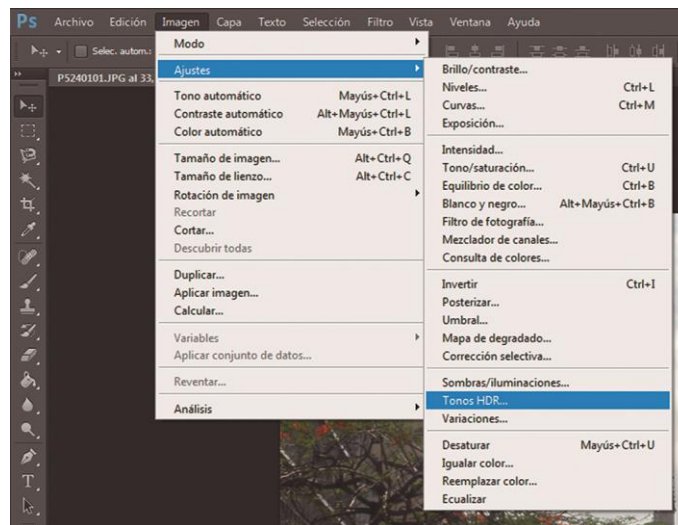 Ps Archivo Edición Imagen Capa Texto Selección Filtro Vista Ventana Ayuda
Selec. autom.:
P5240101.JPG al 33,
Modo
Ajustes
Tono automático Mayús+Ctrl+L
Contraste automático Alt+Mayús+Ctrl+L
Color automático Mayús+Ctrl+B
Tamaño de imagen... Alt+Ctrl+Q
Tamaño de lienzo... Alt+Ctrl+C
Rotación de imagen
Recortar
Cortar...
Descubrir todas
Duplicar...
Aplicar imagen...
Calcular...
Variables
Aplicar conjunto de datos...
Reventar...
Análisis
Brillo/contraste...
Niveles... Ctrl+L
Curvas... Ctrl+M
Exposición...
Intensidad...
Tono/saturación... Ctrl+U
Equilibrio de color... Ctrl+B
Blanco y negro... Alt+Mayús+Ctrl+B
Filtro de fotografía...
Mezclador de canales...
Consulta de colores...
Invertir Ctrl+I
Posterizar...
Umbral...
Mapa de degradado...
Corrección selectiva...
Sombras/iluminaciones...
Tonos HDR...
Variaciones...
Desaturar Mayús+Ctrl+U
Igualar color...
Reemplazar color...
Ecualizar
T